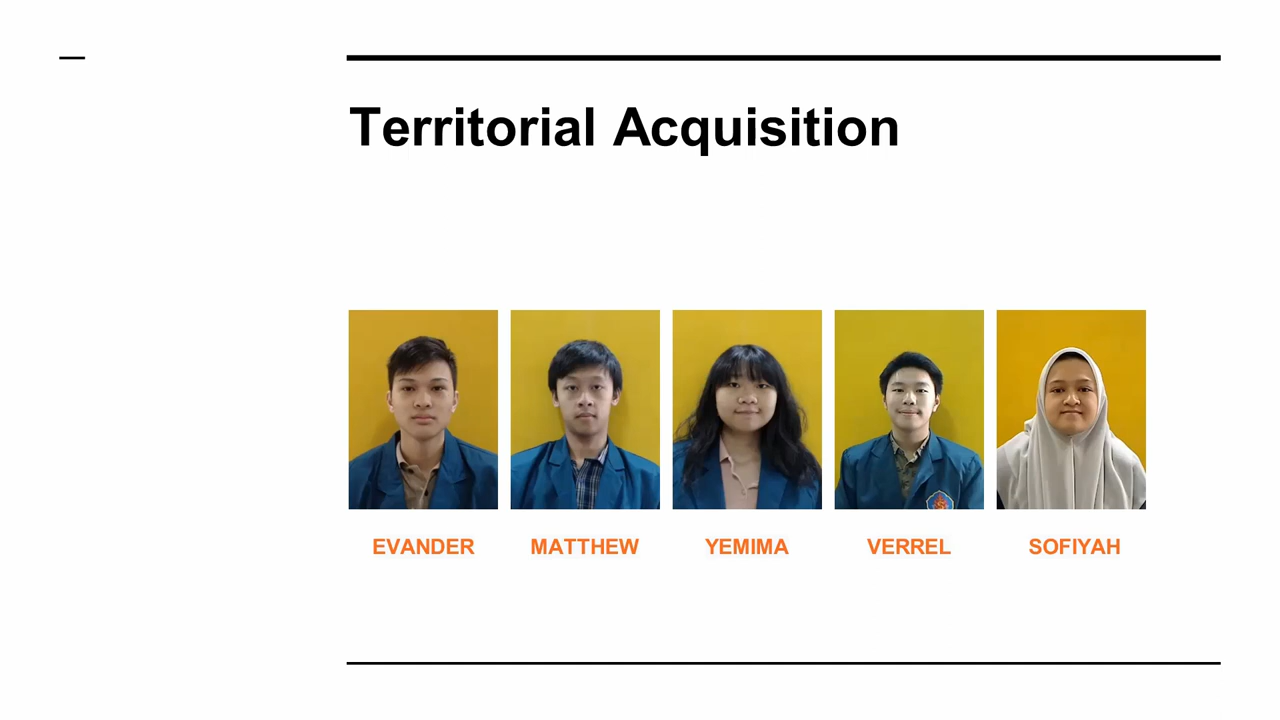 Territorial Acquisition
EVANDER
MATTHEW
YEMIMA
VERREL
SOFIYAH